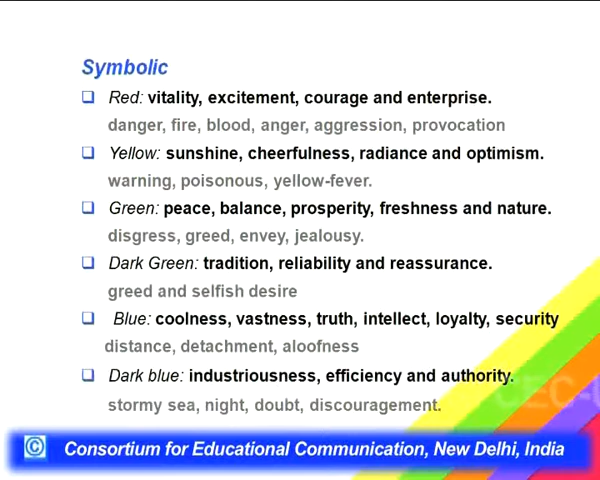 Symbolic
Red: vitality, excitement, courage and enterprise.
danger, fire, blood, anger, aggression, provocation
Yellow: sunshine, cheerfulness, radiance and optimism.
warning, poisonous, yellow-fever.
Green: peace, balance, prosperity, freshness and nature.
disgress, greed, envey, jealousy.
Dark Green: tradition, reliability and reassurance.
greed and selfish desire
Blue: coolness, vastness, truth, intellect, loyalty, security
distance, detachment, aloofness
Dark blue: industriousness, efficiency and authority.
stormy sea, night, doubt, discouragement.
© Consortium for Educational Communication, New Delhi, India